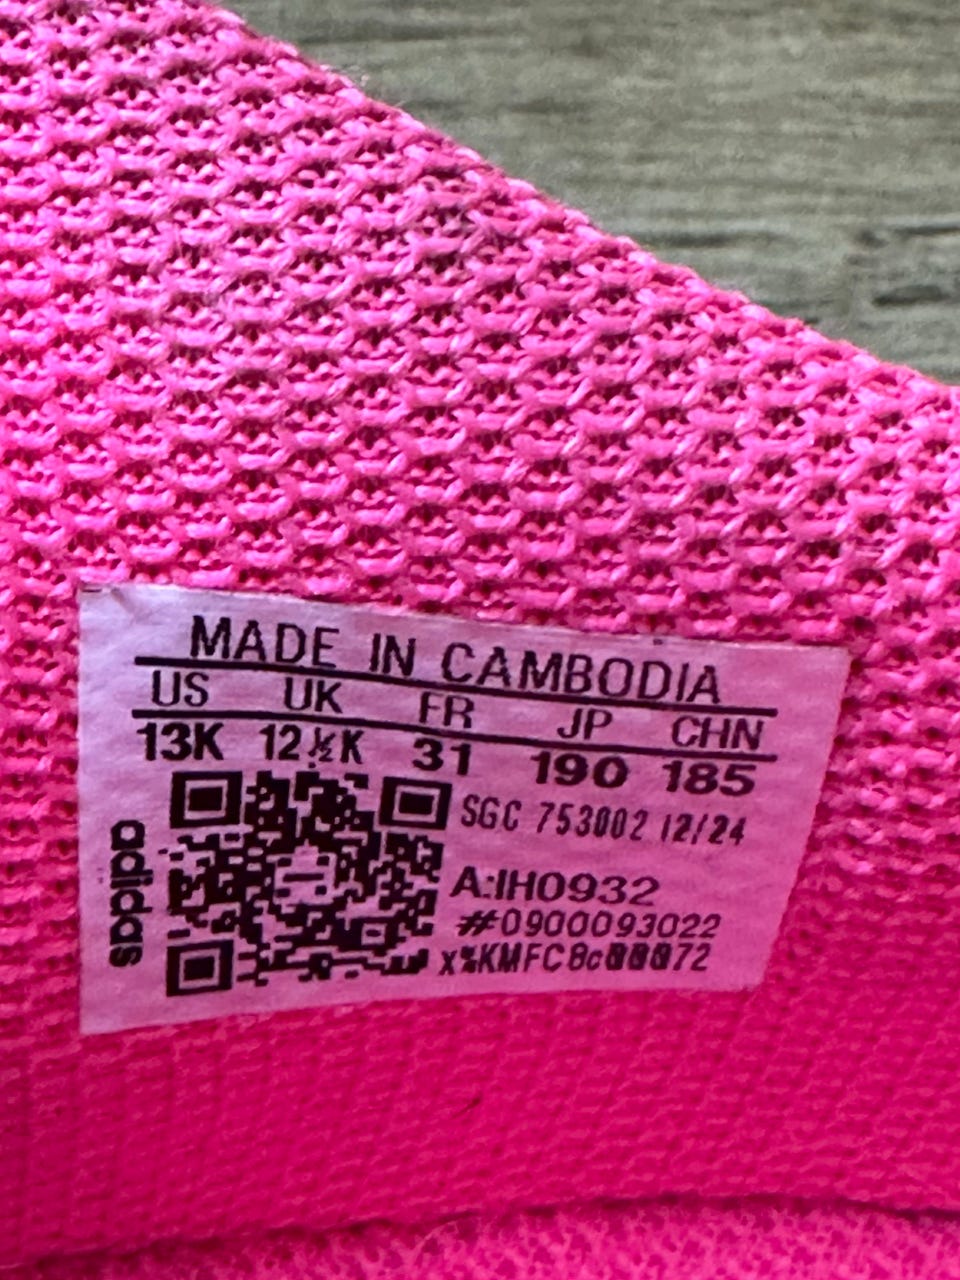 MADE IN CAMBODIA
US UK FR JP CHN
13K 12½K 31 190 185
SGC 753002 12/24
A:IH0932
#0900093022
adidas